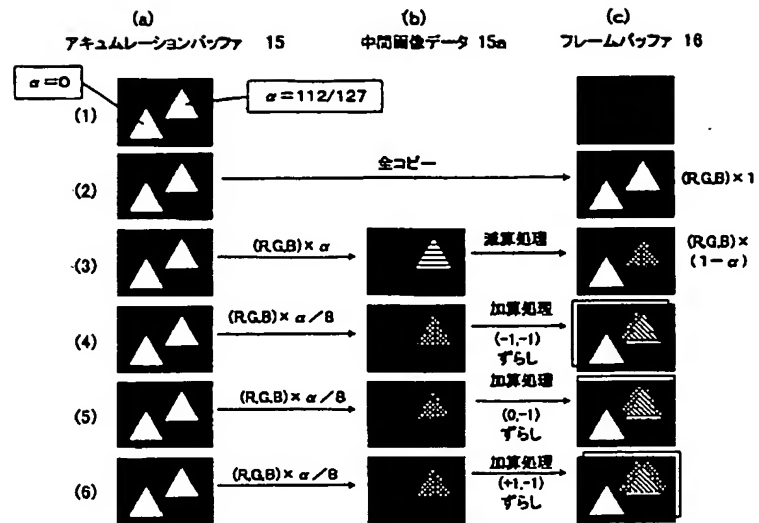 (a) (b) (c)
アキュムレーションバッファ 15 中間画像データ 15a フレームバッファ 16
α=0
α=112/127
(1)
(2) 全コピー (R,G,B)×1
(3) (R,G,B)×α 減算処理 (R,G,B)×
(1-α)
(4) (R,G,B)×α/8 加算処理
(-1,-1)
ずらし
(5) (R,G,B)×α/8 加算処理
(0,-1)
ずらし
(6) (R,G,B)×α/8 加算処理
(+1,-1)
ずらし